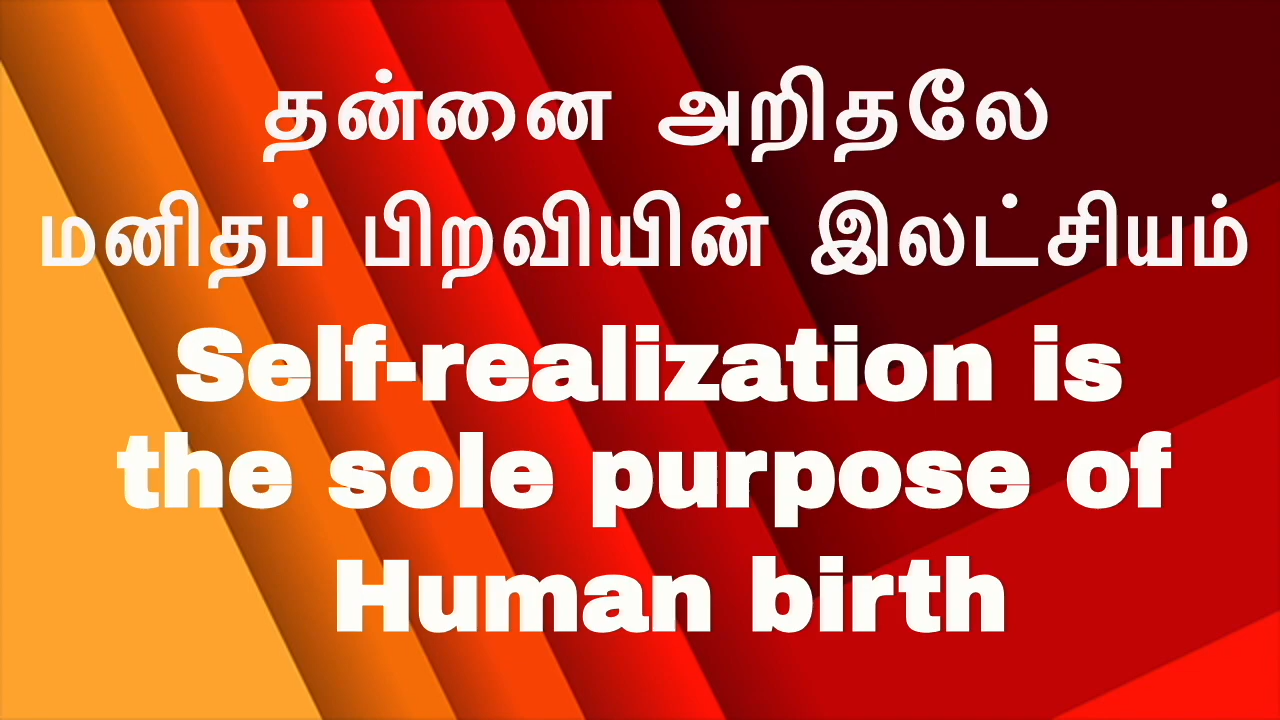 தன்னை அறிதலே
மனிதப் பிறவியின் இலட்சியம்
Self-realization is
the sole purpose of
Human birth